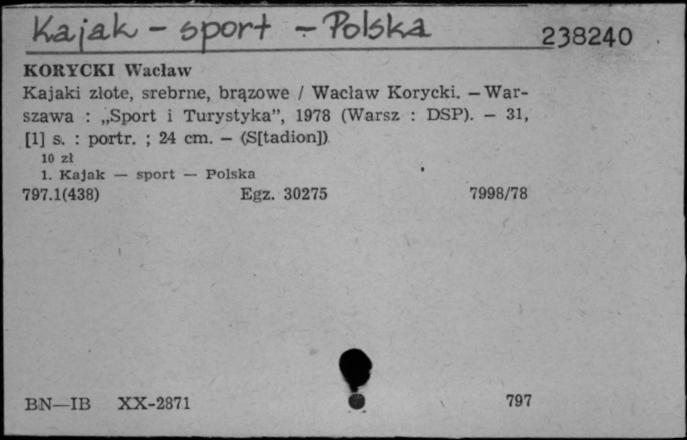 Kajak - sport - Polska
238240
KORYCKI Wacław
Kajaki złote, srebrne, brązowe / Wacław Korycki. — War-
szawa : „Sport i Turystyka”, 1978 (Warsz : DSP). — 31,
[1] s. : portr. ; 24 cm. — (S[tadion])
10 zł
1. Kajak — sport — Polska
797.1(438) Egz. 30275 7998/78
BN—IB XX-2871 797